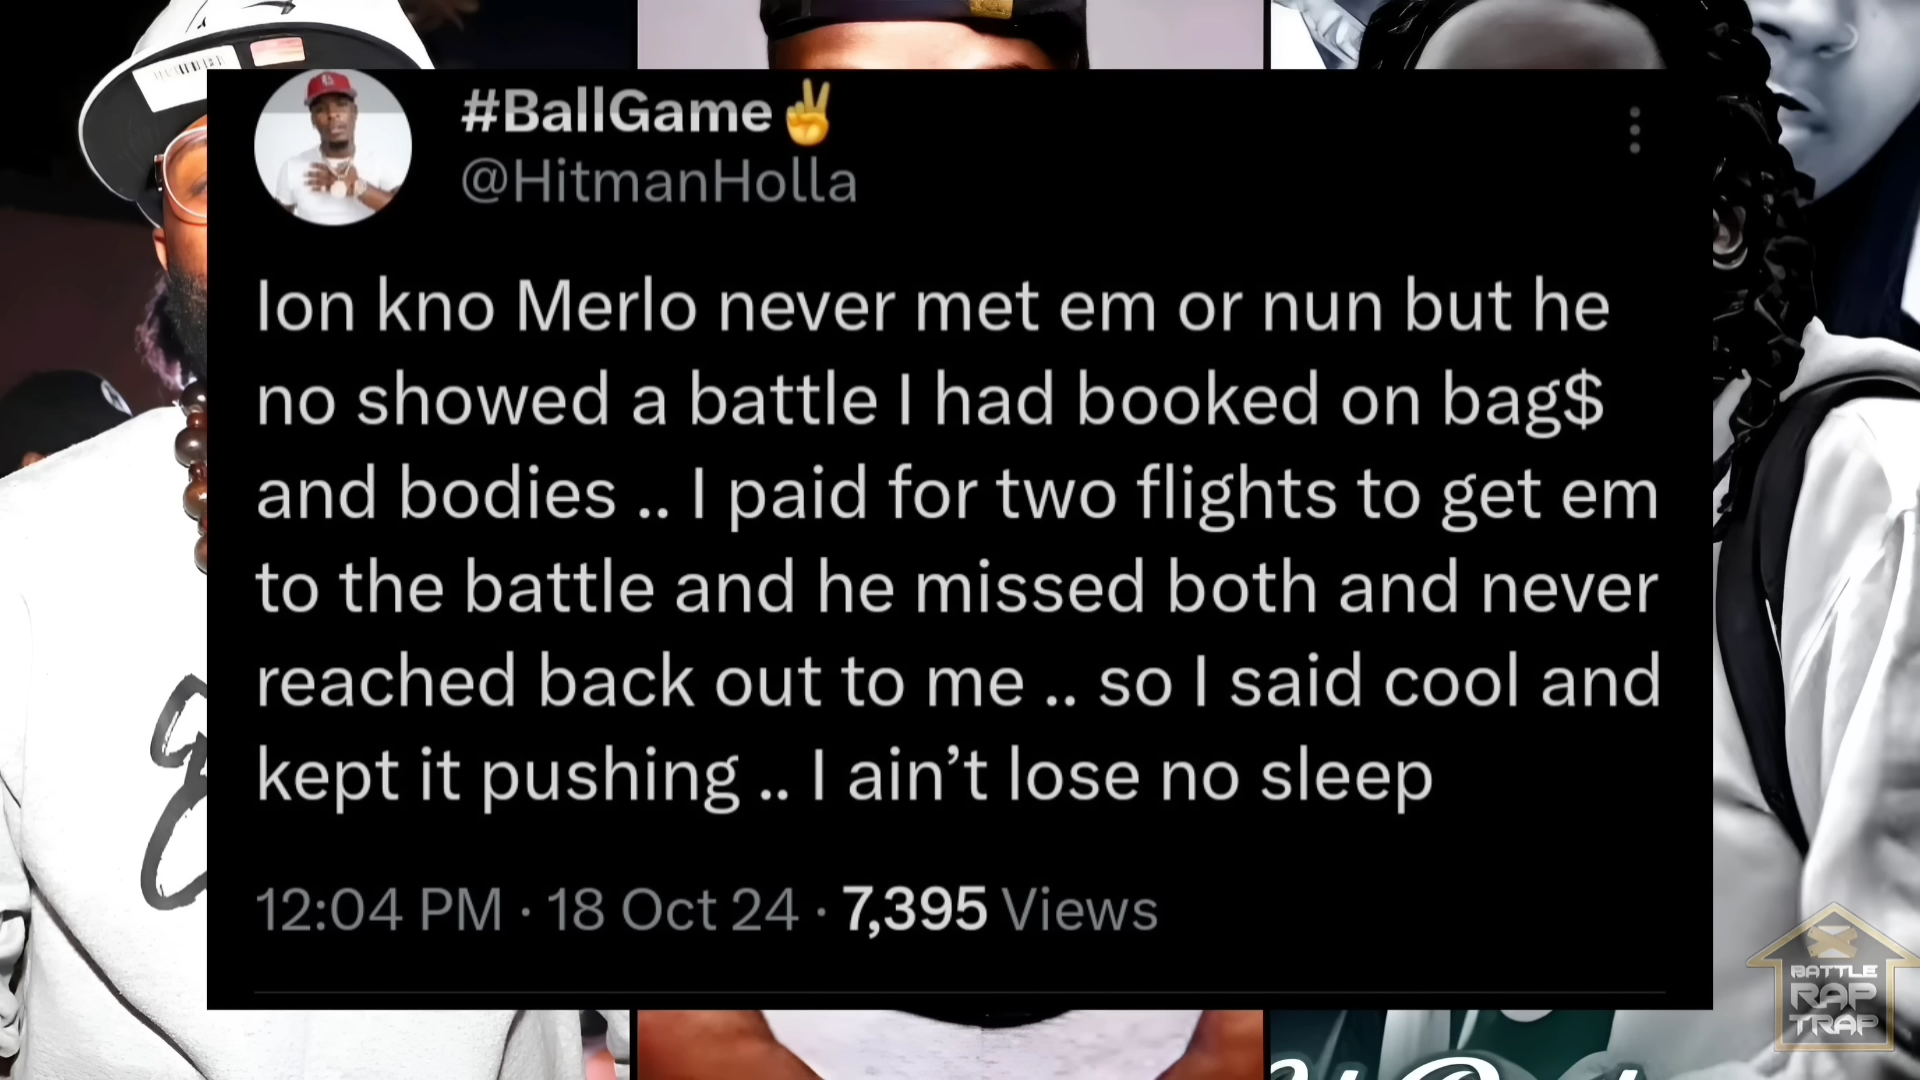 #BallGame✌️
@HitmanHolla
Ion kno Merlo never met em or nun but he
no showed a battle I had booked on bag$
and bodies .. I paid for two flights to get em
to the battle and he missed both and never
reached back out to me .. so I said cool and
kept it pushing .. I ain’t lose no sleep
12:04 PM · 18 Oct 24 · 7,395 Views
BATTLE
RAP
TRAP